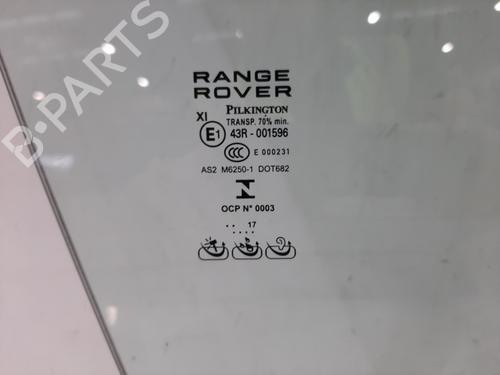 B-PARTS
RANGE
ROVER
PILKINGTON
XI
TRANSP. 70% min.
E1 43R - 001596
CCC E 000231
AS2 M6250-1 DOT682
OCP N° 0003
.. 17
....